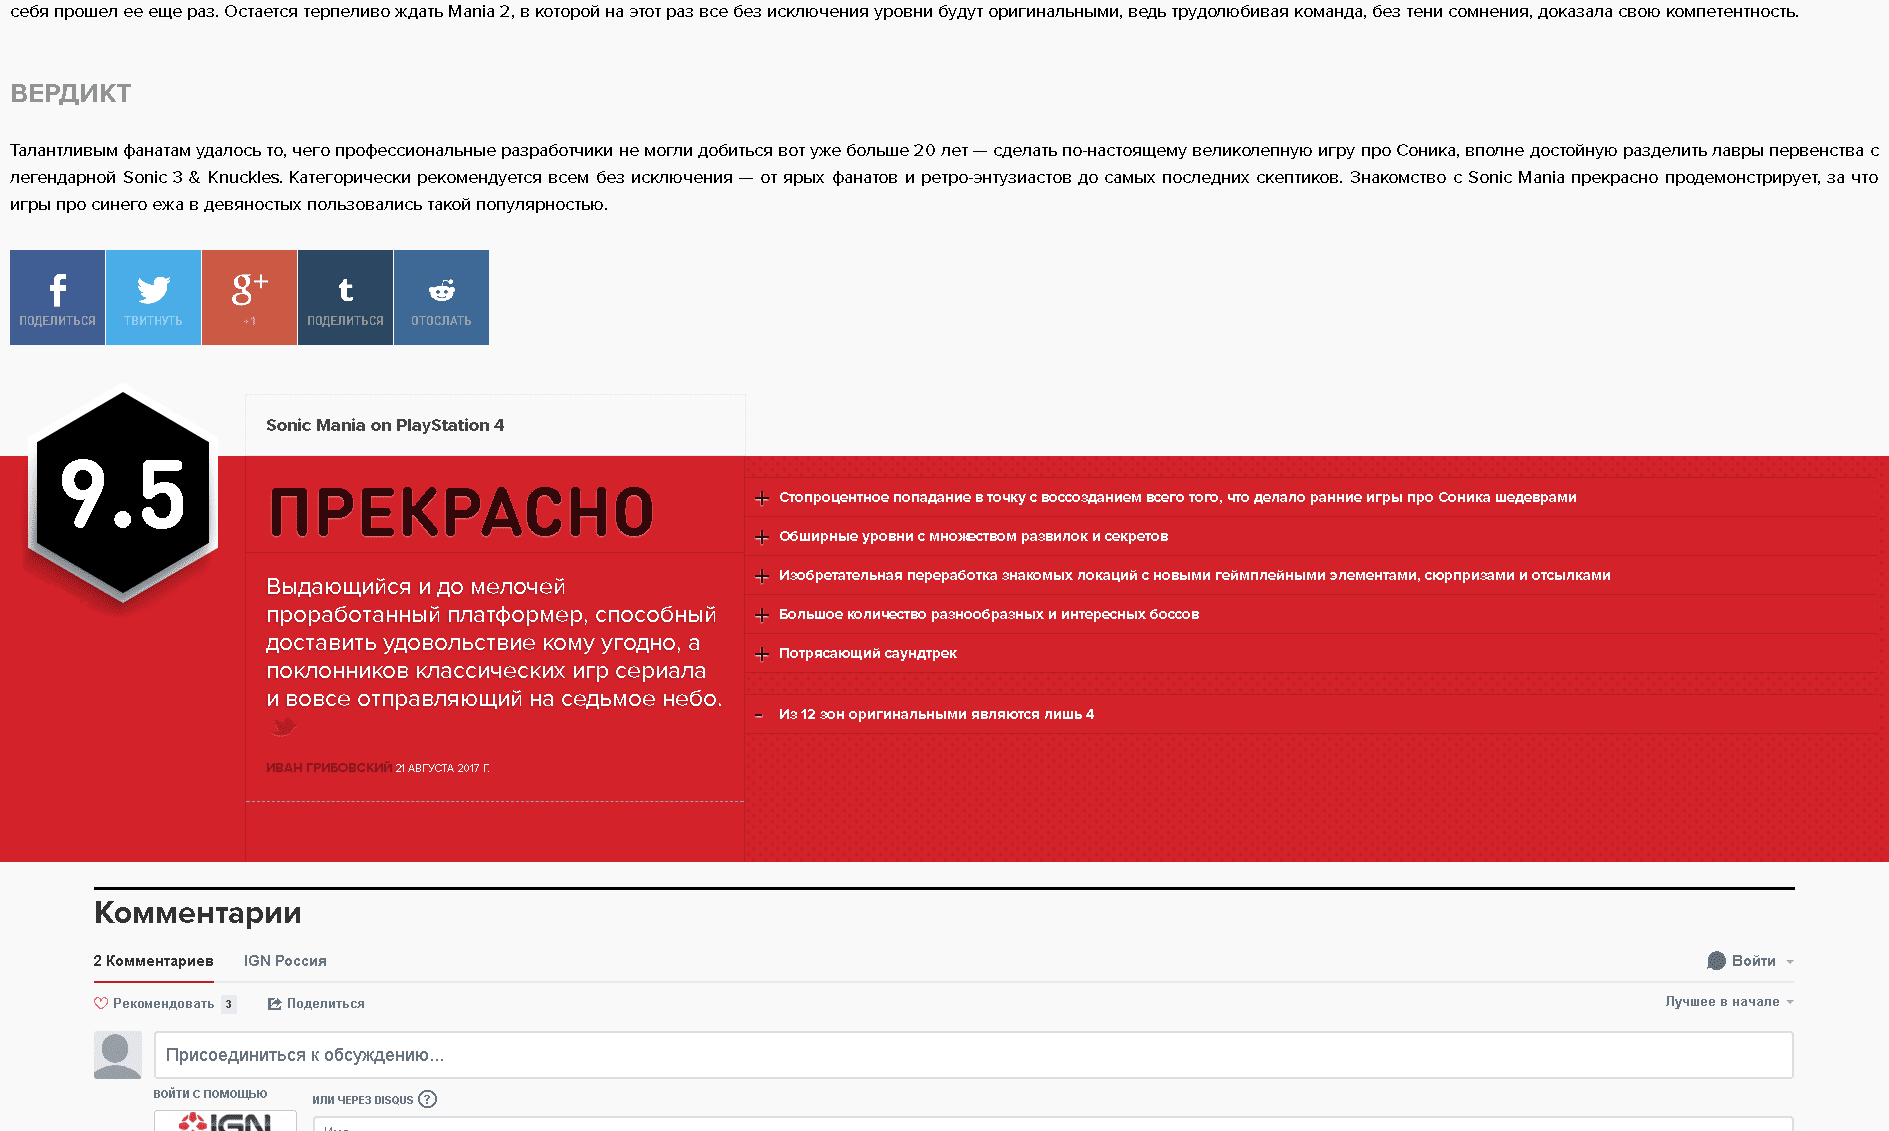 себя прошел ее еще раз. Остается терпеливо ждать Mania 2, в которой на этот раз все без исключения уровни будут оригинальными, ведь трудолюбивая команда, без тени сомнения, доказала свою компетентность.
ВЕРДИКТ
Талантливым фанатам удалось то, чего профессиональные разработчики не могли добиться вот уже больше 20 лет — сделать по-настоящему великолепную игру про Соника, вполне достойную разделить лавры первенства с
легендарной Sonic 3 & Knuckles. Категорически рекомендуется всем без исключения — от ярых фанатов и ретро-энтузиастов до самых последних скептиков. Знакомство с Sonic Mania прекрасно продемонстрирует, за что
игры про синего ежа в девяностых пользовались такой популярностью.
f
g+
t
ПОДЕЛИТЬСЯ
ТВИТНУТЬ
+1
ПОДЕЛИТЬСЯ
ОТОСЛАТЬ
9.5
Sonic Mania on PlayStation 4
ПРЕКРАСНО
Выдающийся и до мелочей
проработанный платформер, способный
доставить удовольствие кому угодно, а
поклонников классических игр сериала
и вовсе отправляющий на седьмое небо.
ИВАН ГРИБОВСКИЙ 21 АВГУСТА 2017 Г.
+ Стопроцентное попадание в точку с воссозданием всего того, что делало ранние игры про Соника шедеврами
+ Обширные уровни с множеством развилок и секретов
+ Изобретательная переработка знакомых локаций с новыми геймплейными элементами, сюрпризами и отсылками
+ Большое количество разнообразных и интересных боссов
+ Потрясающий саундтрек
- Из 12 зон оригинальными являются лишь 4
Комментарии
2 Комментариев
IGN Россия
Войти
Рекомендовать 3
Поделиться
Лучшее в начале
Присоединиться к обсуждению...
ВОЙТИ С ПОМОЩЬЮ
ИЛИ ЧЕРЕЗ DISQUS ?
IGN
Имя